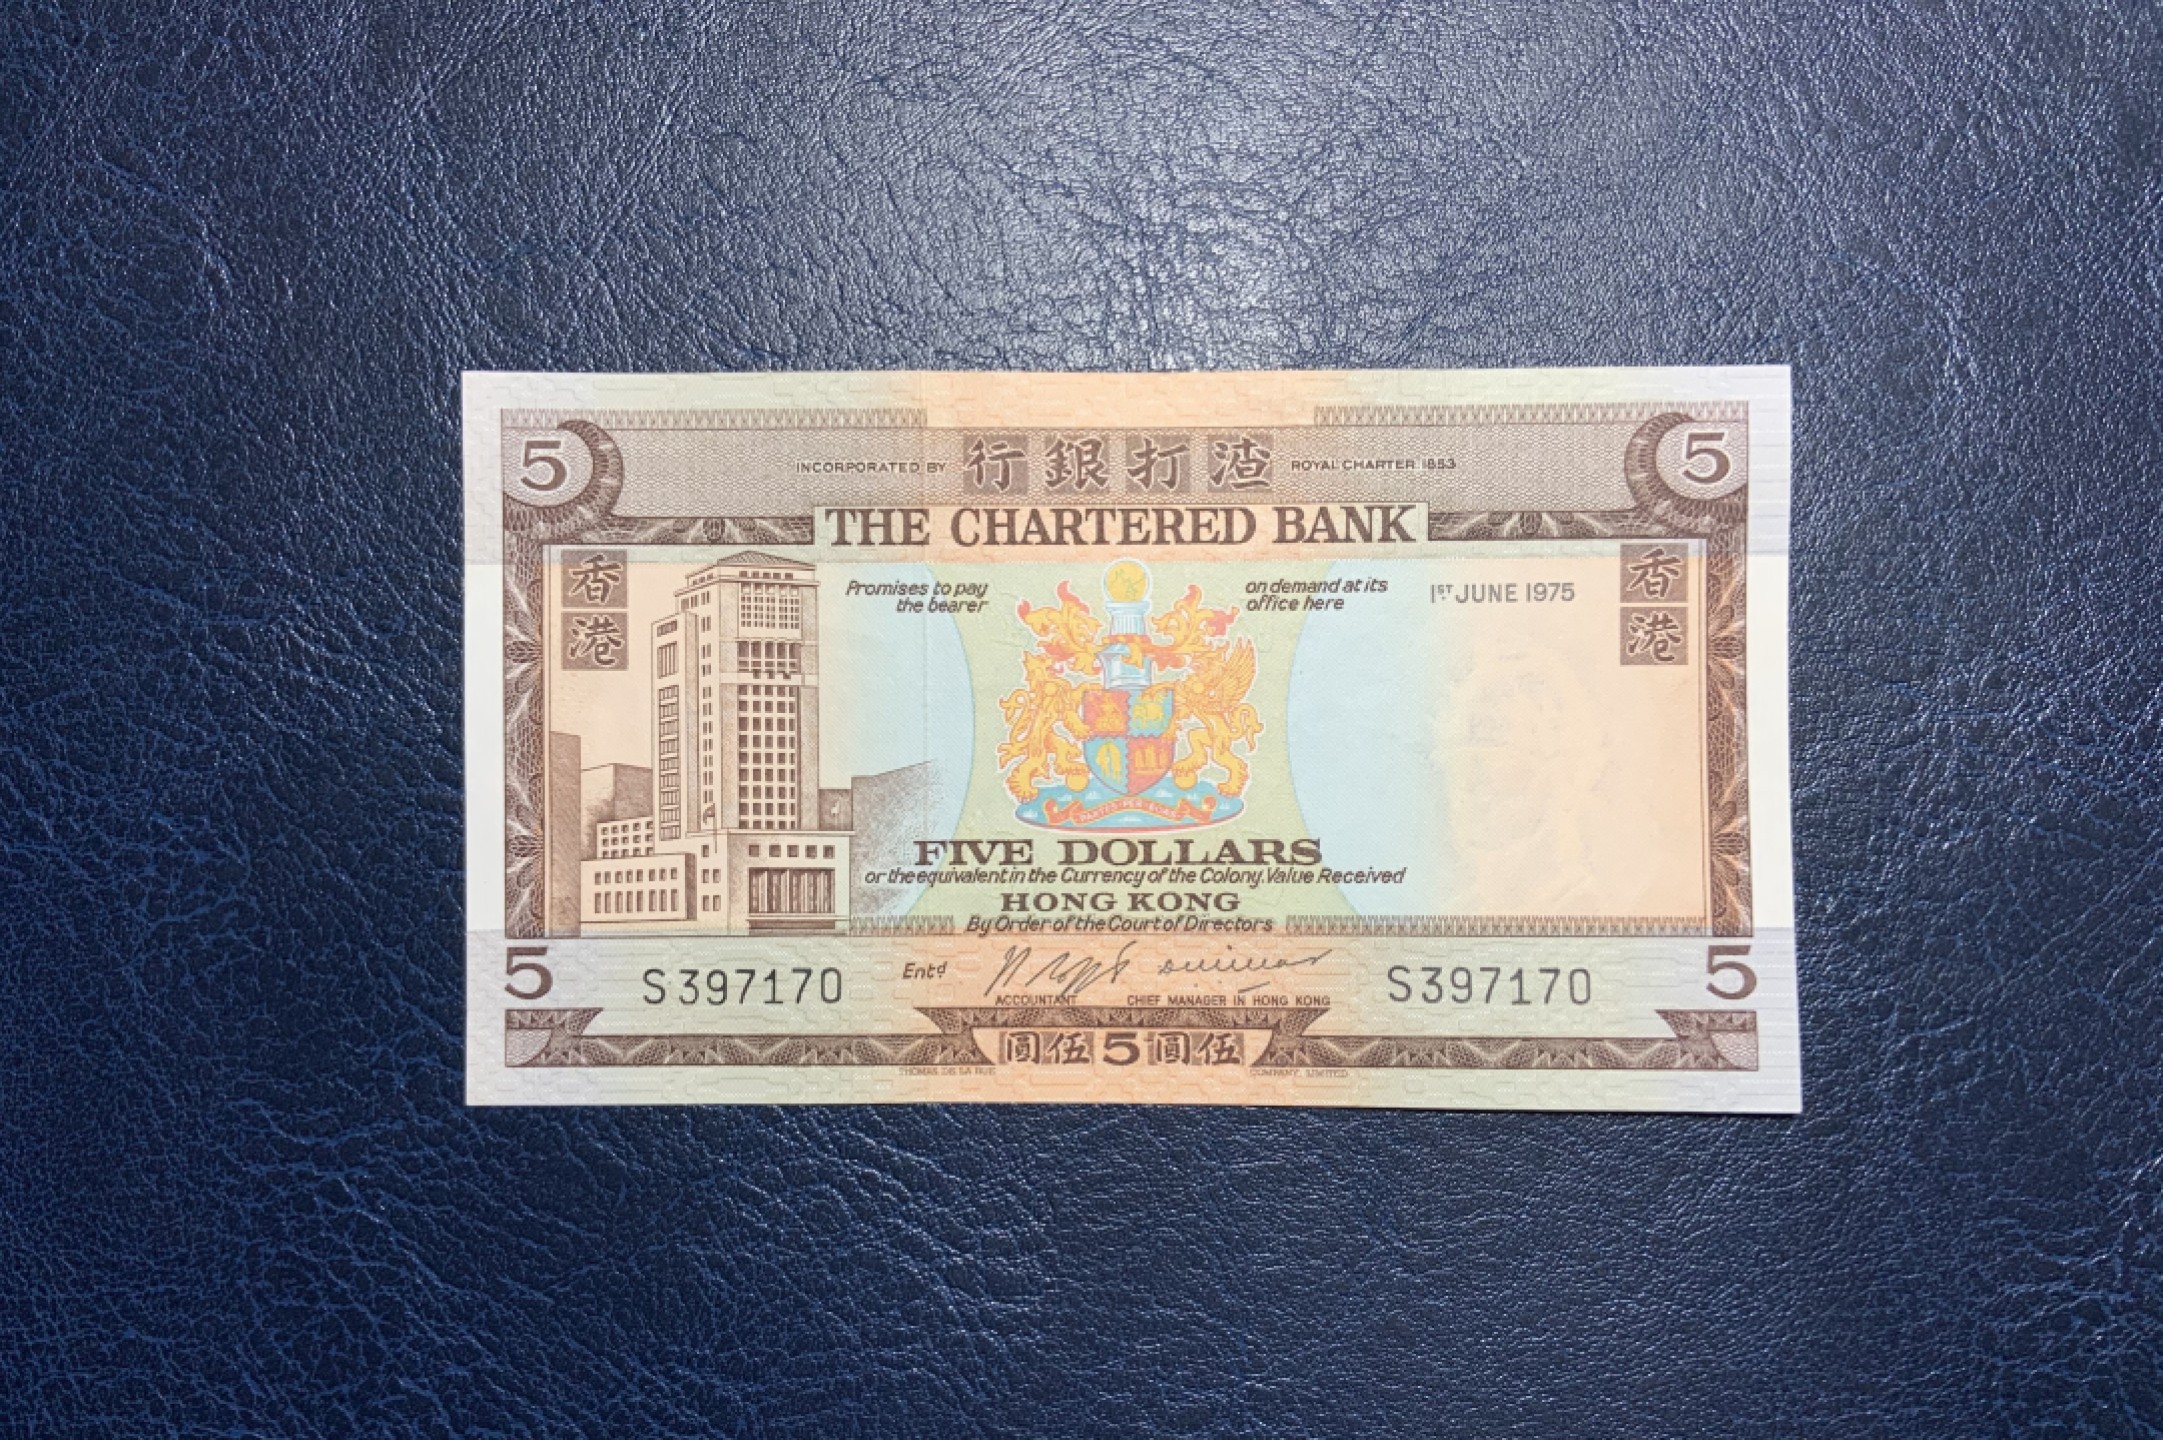 5
INCORPORATED BY 行銀打渣 ROYAL CHARTER 1853
5
THE CHARTERED BANK
香港
香港
Promises to pay
the bearer
on demand at its
office here
1ST JUNE 1975
PARTES PER
FIVE DOLLARS
or the equivalent in the Currency of the Colony. Value Received
HONG KONG
By Order of the Court of Directors
5 S397170 Entd S397170 5
ACCOUNTANT CHIEF MANAGER IN HONG KONG
圓伍5圓伍
THOMAS DE LA RUE COMPANY, LIMITED